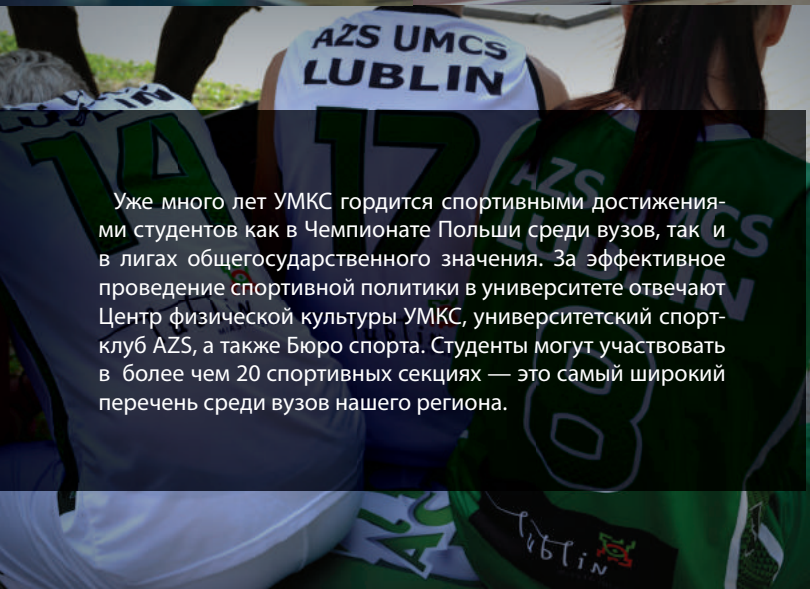 AZS UMCS
LUBLIN
14
17
AZS UMCS
LUBLIN
8
Уже много лет УМКС гордится спортивными достижения-
ми студентов как в Чемпионате Польши среди вузов, так и
в лигах общегосударственного значения. За эффективное
проведение спортивной политики в университете отвечают
Центр физической культуры УМКС, университетский спорт-
клуб AZS, а также Бюро спорта. Студенты могут участвовать
в более чем 20 спортивных секциях — это самый широкий
перечень среди вузов нашего региона.
lublin